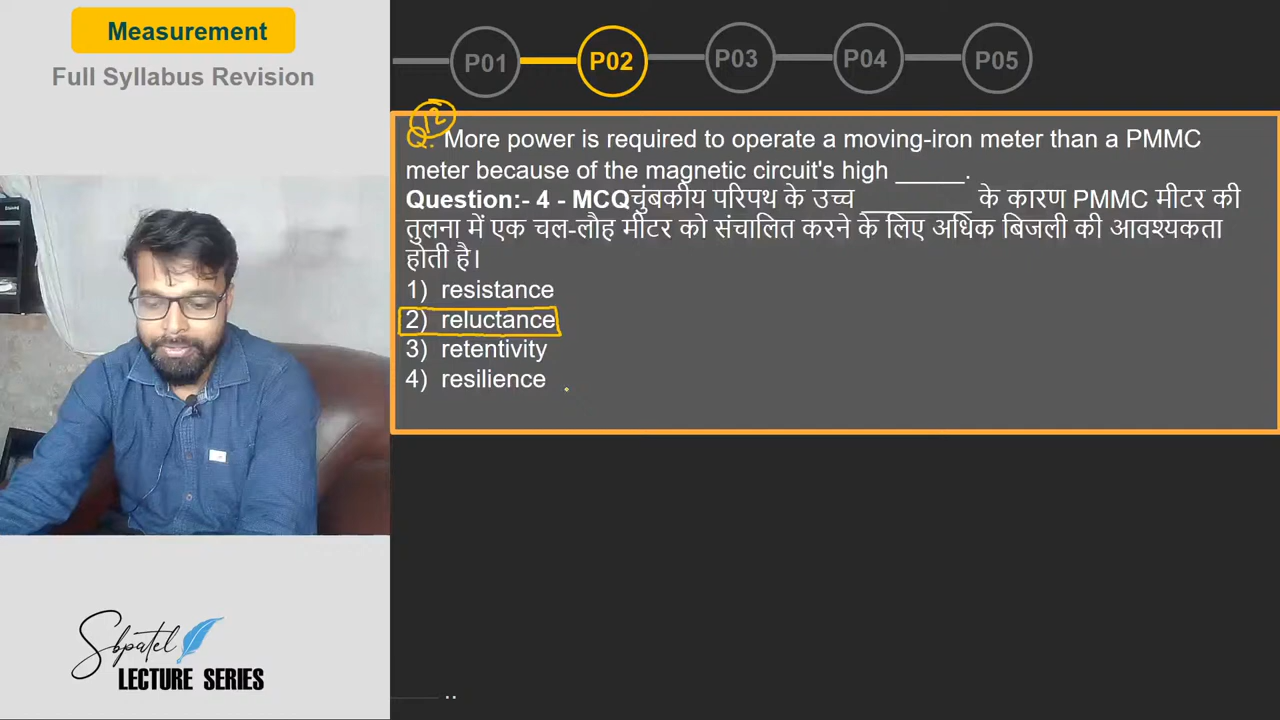 Measurement
Full Syllabus Revision
P01 P02 P03 P04 P05
12
Q. More power is required to operate a moving-iron meter than a PMMC
meter because of the magnetic circuit's high _____.
Question:- 4 - MCQचुंबकीय परिपथ के उच्च ________ के कारण PMMC मीटर की
तुलना में एक चल-लौह मीटर को संचालित करने के लिए अधिक बिजली की आवश्यकता
होती है।
1) resistance
2) reluctance
3) retentivity
4) resilience
Sbpatel
LECTURE SERIES